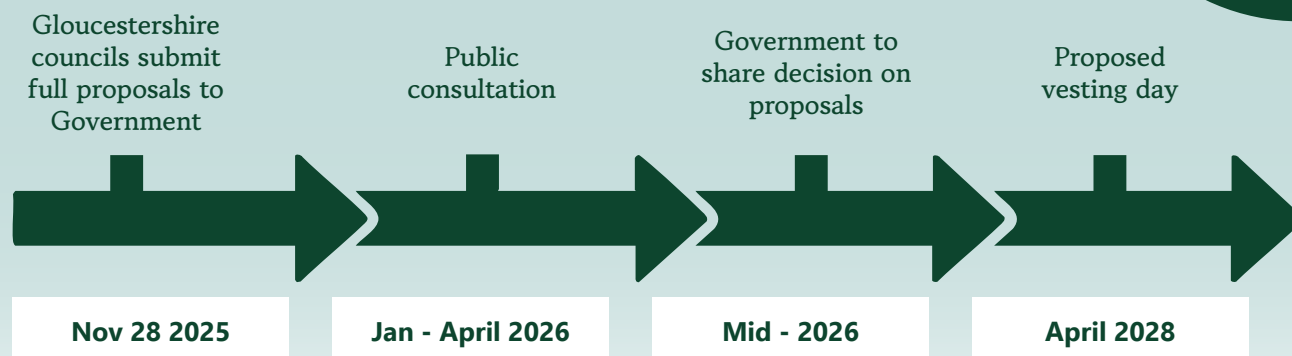 Gloucestershire
councils submit
full proposals to
Government
Public
consultation
Government to
share decision on
proposals
Proposed
vesting day
Nov 28 2025
Jan - April 2026
Mid - 2026
April 2028